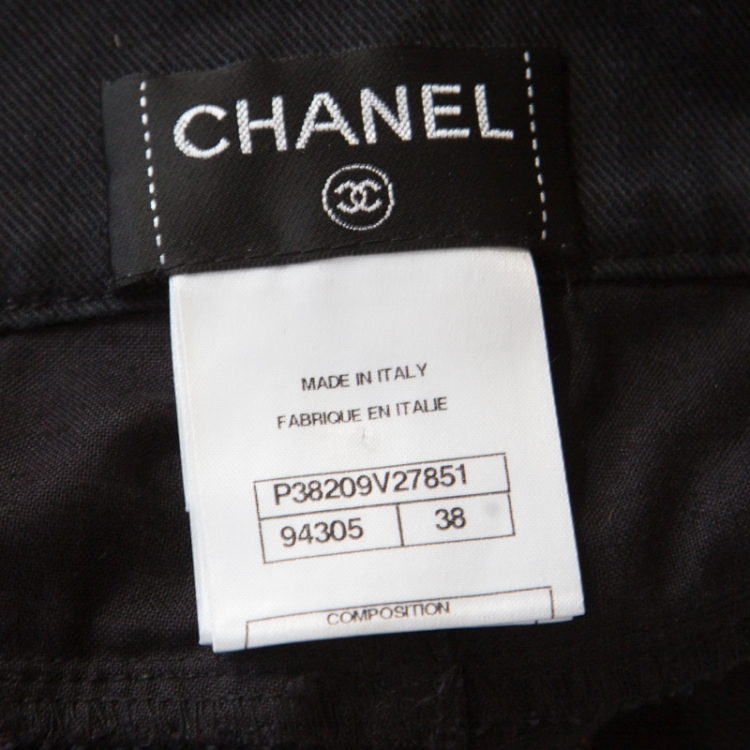 CHANEL
MADE IN ITALY
FABRIQUE EN ITALIE
P38209V27851
94305 38
COMPOSITION